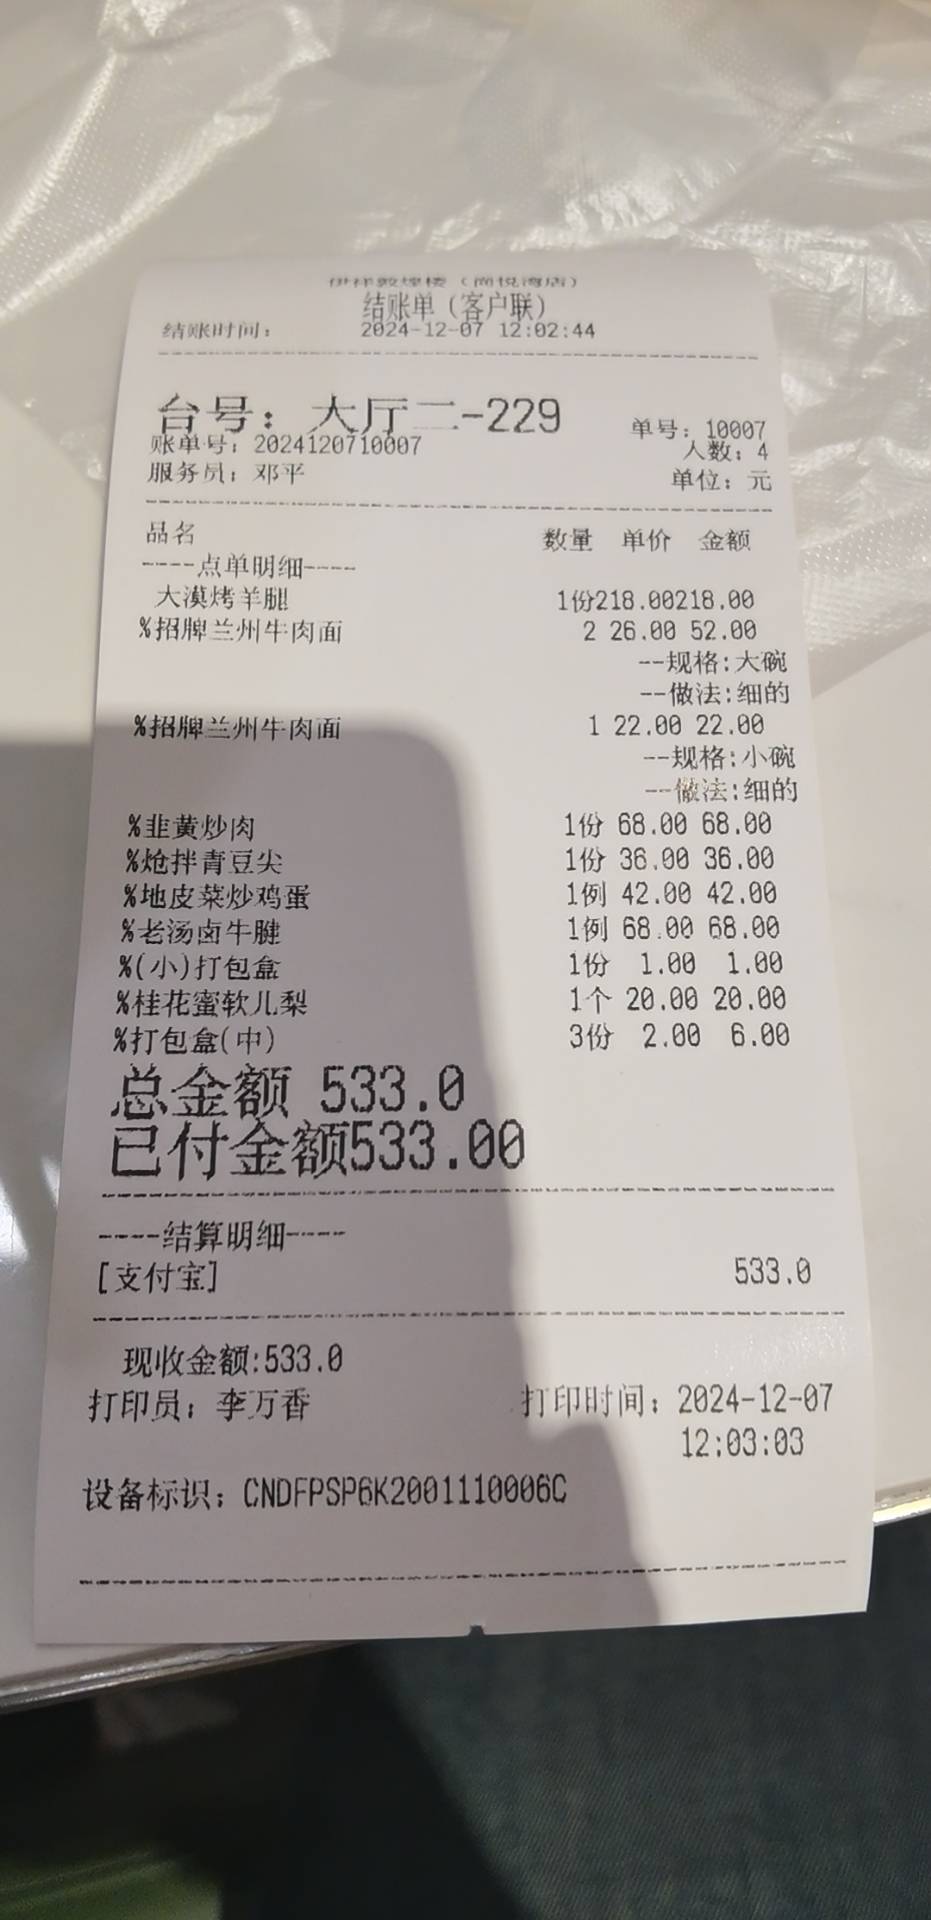 伊祥敦煌楼（尚悦湾店）
结账单（客户联）
结账时间： 2024-12-07 12:02:44
台号： 大厅二-229
单号：10007
账单号：2024120710007
人数：4
服务员：邓平
单位：元
品名 数量 单价 金额
----点单明细----
大漠烤羊腿 1份218.00218.00
%招牌兰州牛肉面 2 26.00 52.00
--规格:大碗
--做法:细的
%招牌兰州牛肉面 1 22.00 22.00
--规格:小碗
--做法:细的
%韭黄炒肉 1份 68.00 68.00
%炝拌青豆尖 1份 36.00 36.00
%地皮菜炒鸡蛋 1例 42.00 42.00
%老汤卤牛腱 1例 68.00 68.00
%(小)打包盒 1份 1.00 1.00
%桂花蜜软儿梨 1个 20.00 20.00
%打包盒(中) 3份 2.00 6.00
总金额 533.0
已付金额533.00
----结算明细----
[支付宝] 533.0
现收金额:533.0
打印员：李万香 打印时间：2024-12-07
12:03:03
设备标识：CNDFPSP6K2001110006C